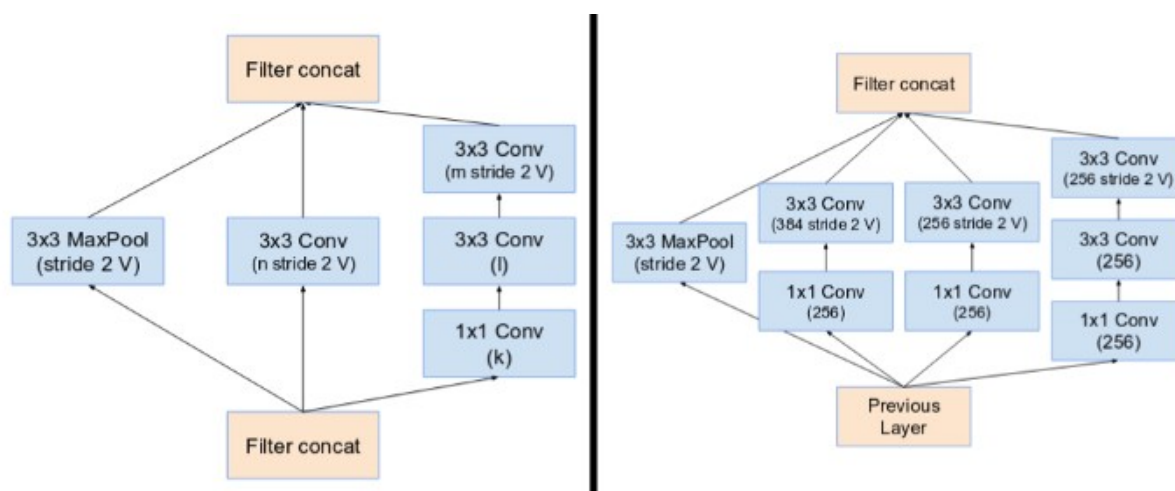 Filter concat
3x3 Conv
(m stride 2 V)
3x3 MaxPool
(stride 2 V)
3x3 Conv
(n stride 2 V)
3x3 Conv
(l)
1x1 Conv
(k)
Filter concat
Filter concat
3x3 Conv
(256 stride 2 V)
3x3 Conv
(384 stride 2 V)
3x3 Conv
(256 stride 2 V)
3x3 MaxPool
(stride 2 V)
3x3 Conv
(256)
1x1 Conv
(256)
1x1 Conv
(256)
1x1 Conv
(256)
Previous
Layer